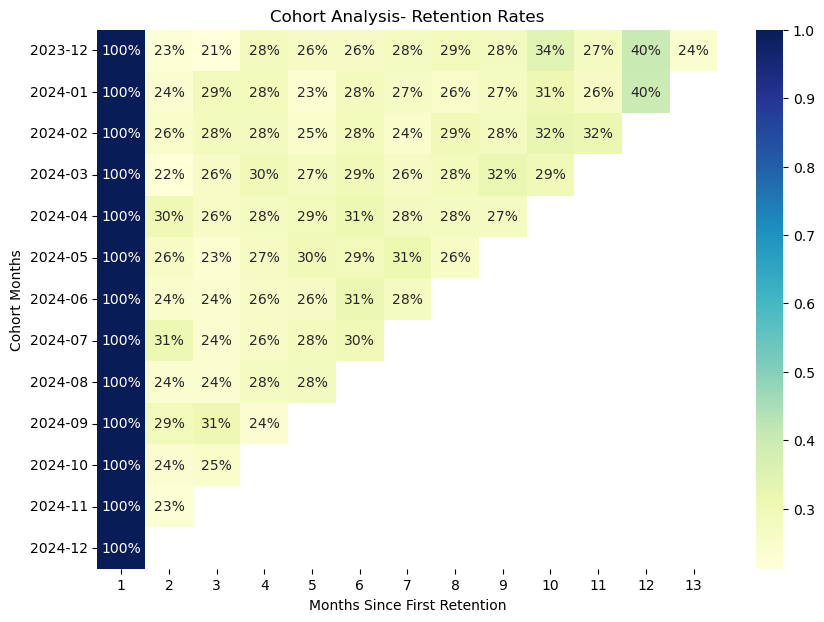 Cohort Analysis- Retention Rates
2023-12 100% 23% 21% 28% 26% 26% 28% 29% 28% 34% 27% 40% 24%
2024-01 100% 24% 29% 28% 23% 28% 27% 26% 27% 31% 26% 40%
2024-02 100% 26% 28% 28% 25% 28% 24% 29% 28% 32% 32%
2024-03 100% 22% 26% 30% 27% 29% 26% 28% 32% 29%
2024-04 100% 30% 26% 28% 29% 31% 28% 28% 27%
2024-05 100% 26% 23% 27% 30% 29% 31% 26%
2024-06 100% 24% 24% 26% 26% 31% 28%
2024-07 100% 31% 24% 26% 28% 30%
2024-08 100% 24% 24% 28% 28%
2024-09 100% 29% 31% 24%
2024-10 100% 24% 25%
2024-11 100% 23%
2024-12 100%
1 2 3 4 5 6 7 8 9 10 11 12 13
Months Since First Retention
Cohort Months
1.0
0.9
0.8
0.7
0.6
0.5
0.4
0.3